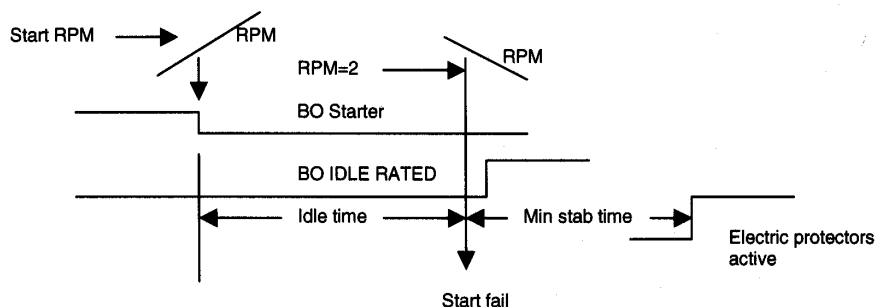 Start RPM
RPM
RPM=2
RPM
BO Starter
BO IDLE RATED
Idle time
Min stab time
Electric protectors
active
Start fail